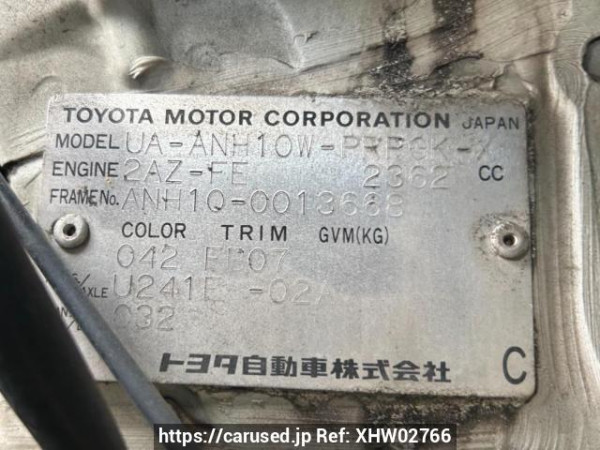 TOYOTA MOTOR CORPORATION JAPAN
MODEL UA-ANH10W-PRPGK-X
ENGINE 2AZ-FE 2362 CC
FRAME No. ANH10-0013668
COLOR TRIM GVM(KG)
042 FD07
AXLE U241E -02A
032
トヨタ自動車株式会社 C
https://carused.jp Ref: XHW02766